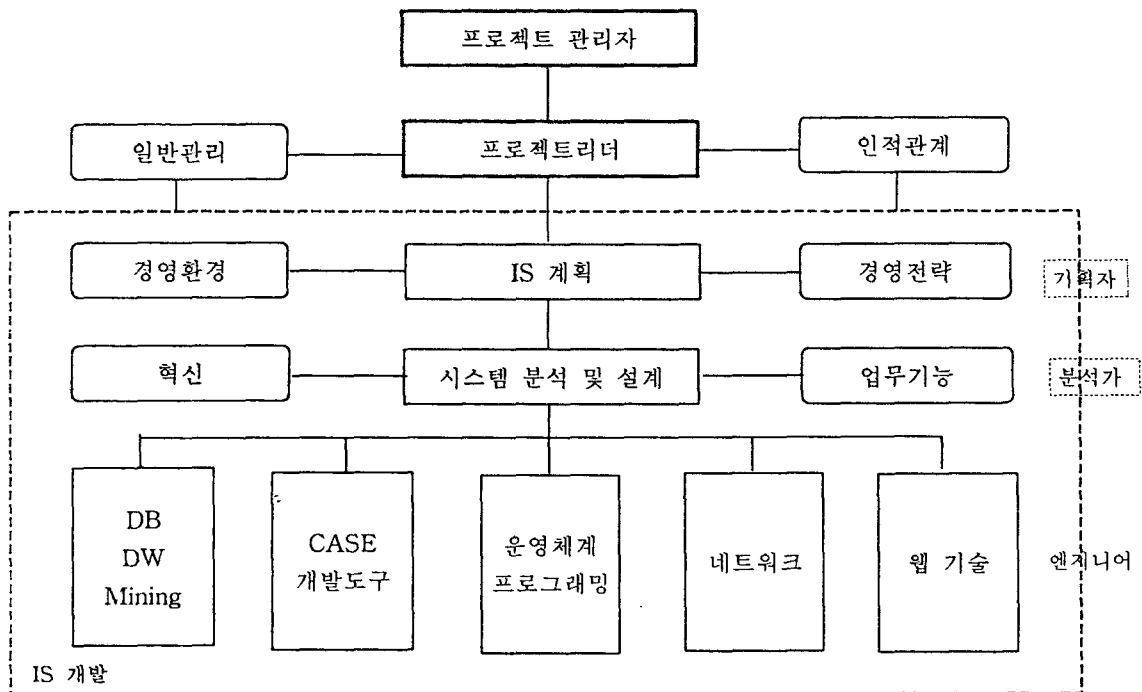 프로젝트 관리자
일반관리
프로젝트리더
인적관계
경영환경
IS 계획
경영전략
기획자
혁신
시스템 분석 및 설계
업무기능
분석가
DB
DW
Mining
CASE
개발도구
운영체계
프로그래밍
네트워크
웹 기술
엔지니어
IS 개발